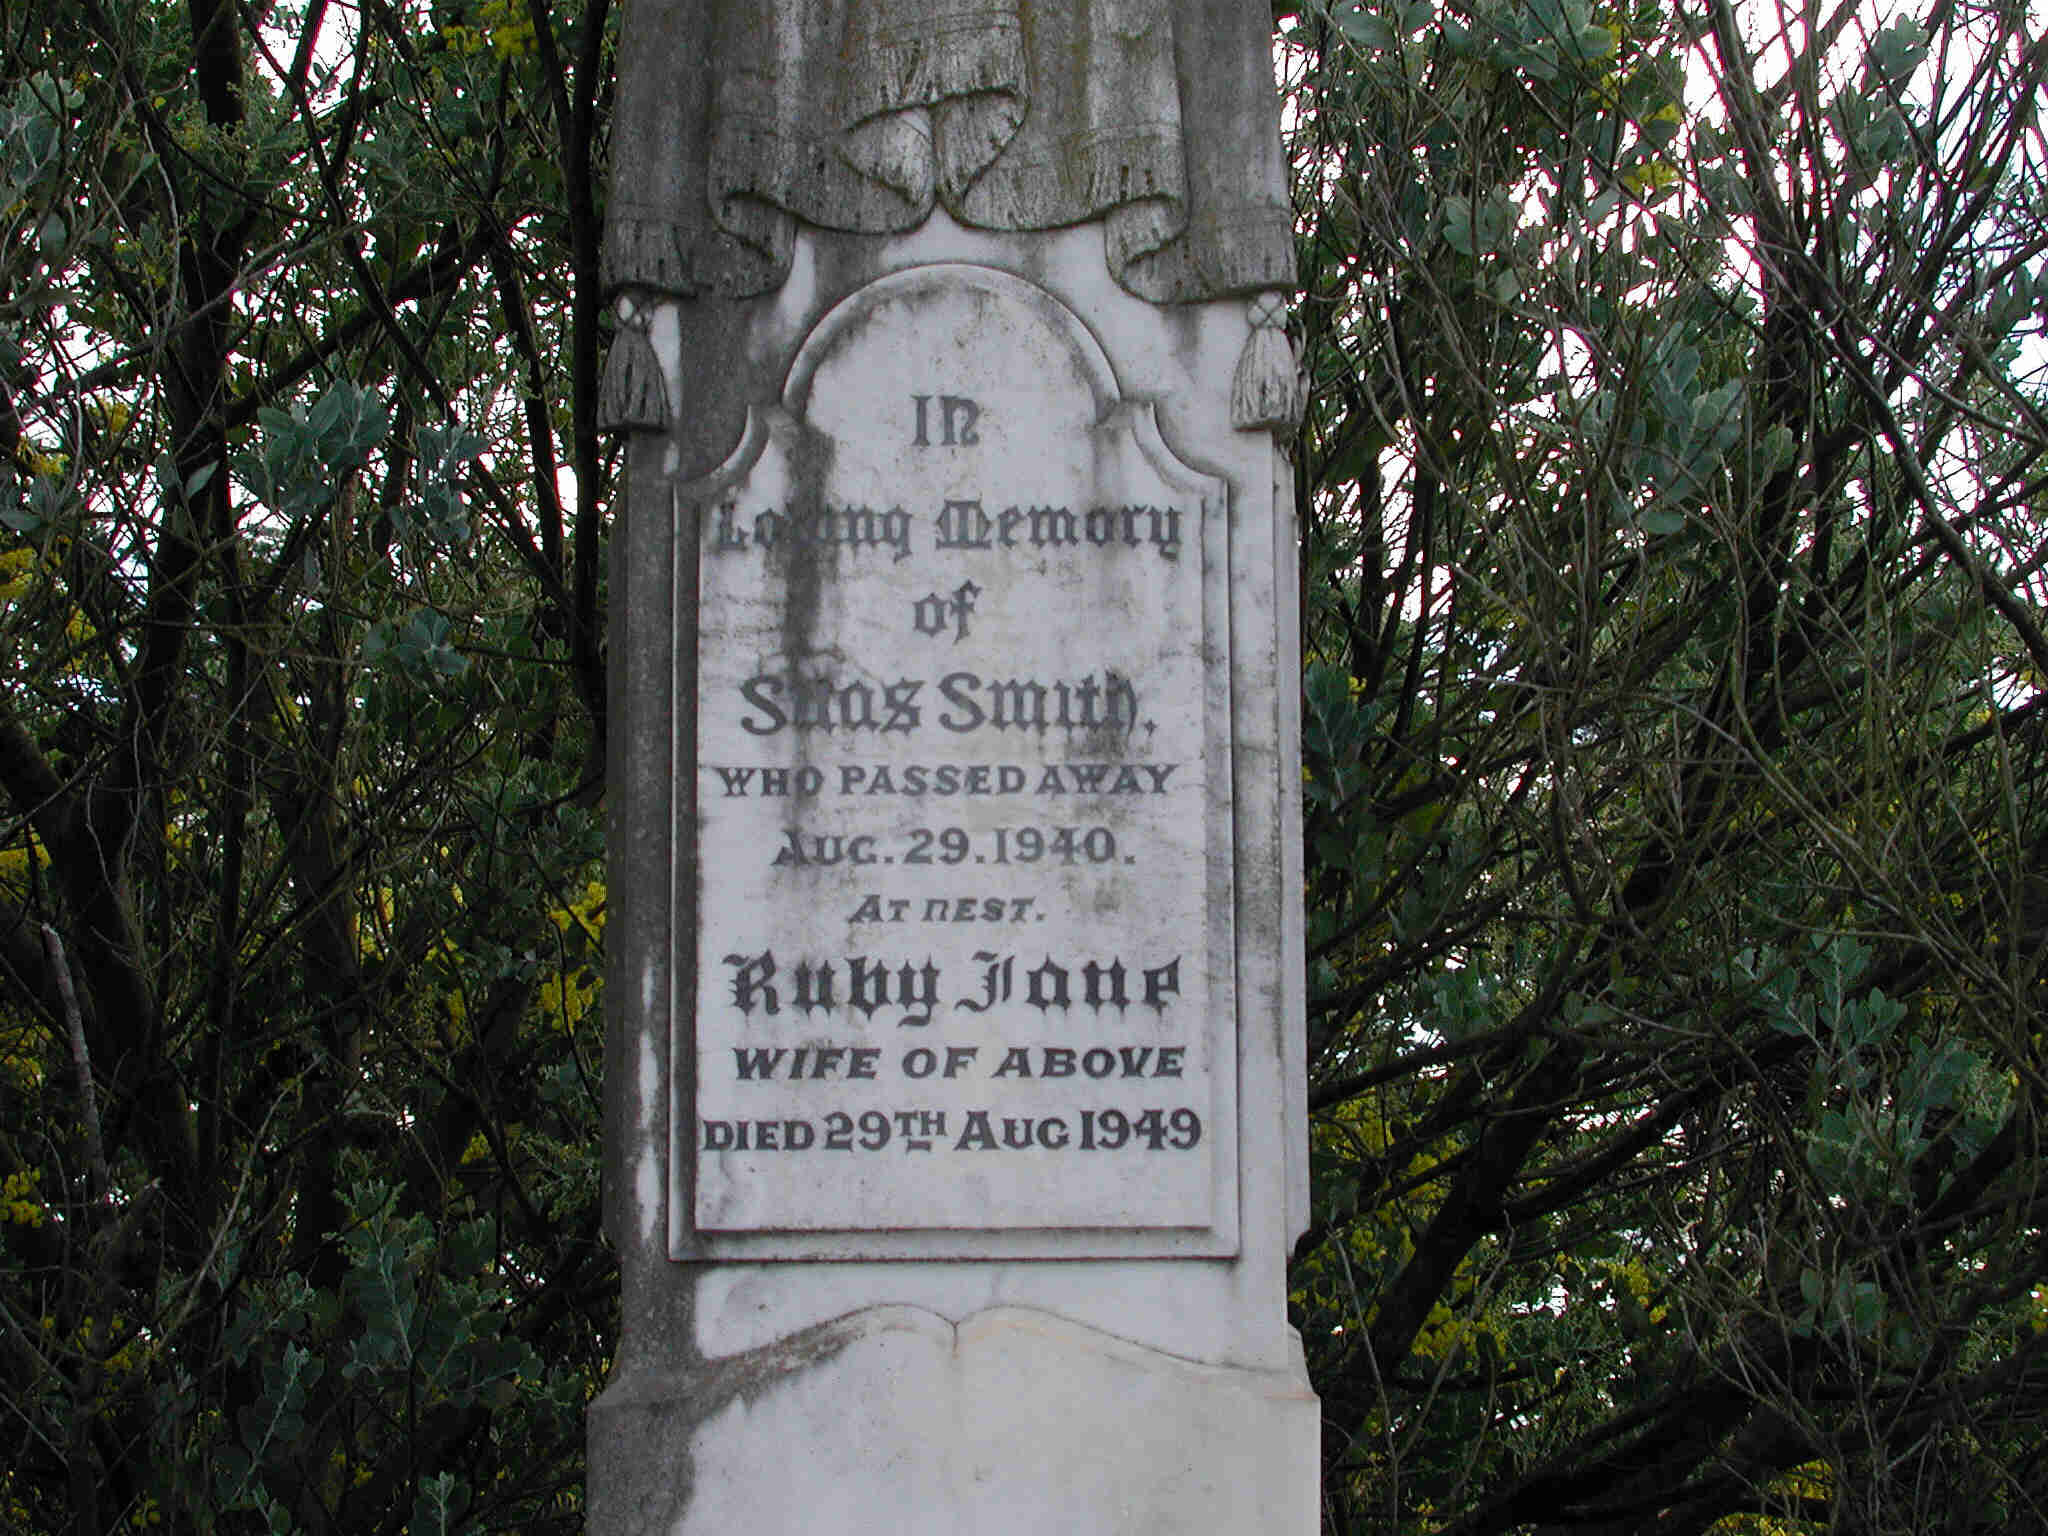 IN
Loving Memory
of
Silas Smith.
WHO PASSED AWAY
AUG. 29. 1940.
AT REST.
Ruby Jane
WIFE OF ABOVE
DIED 29TH AUG 1949